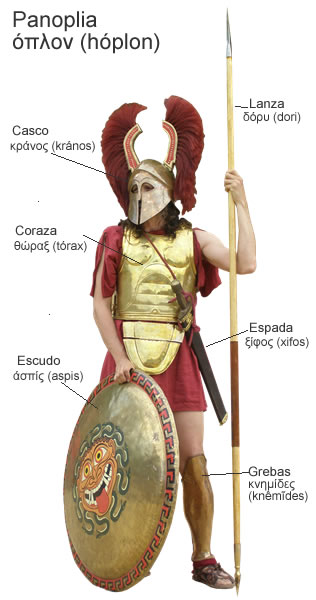 Panoplia
όπλον (hóplon)
Lanza
δόρυ (dori)
Casco
κράνος (krános)
Coraza
θώραξ (tórax)
Espada
ξίφος (xifos)
Escudo
άσπίς (aspis)
Grebas
κνημίδες
(knêmîdes)